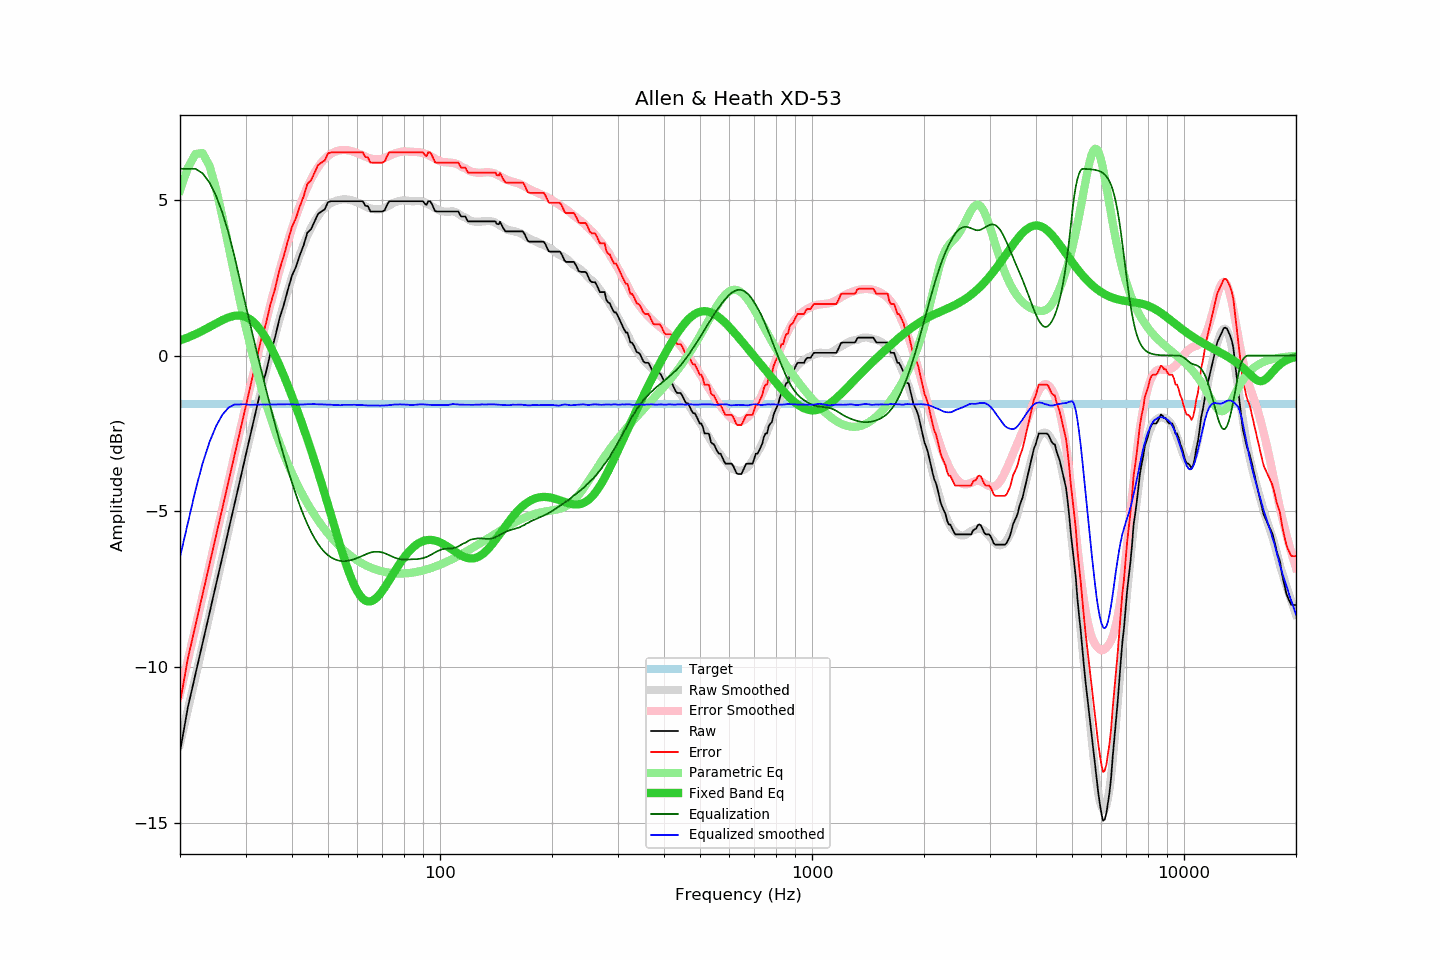 Allen & Heath XD-53
Amplitude (dBr)
5
0
−5
−10
−15
100
1000
10000
Frequency (Hz)
Target
Raw Smoothed
Error Smoothed
Raw
Error
Parametric Eq
Fixed Band Eq
Equalization
Equalized smoothed